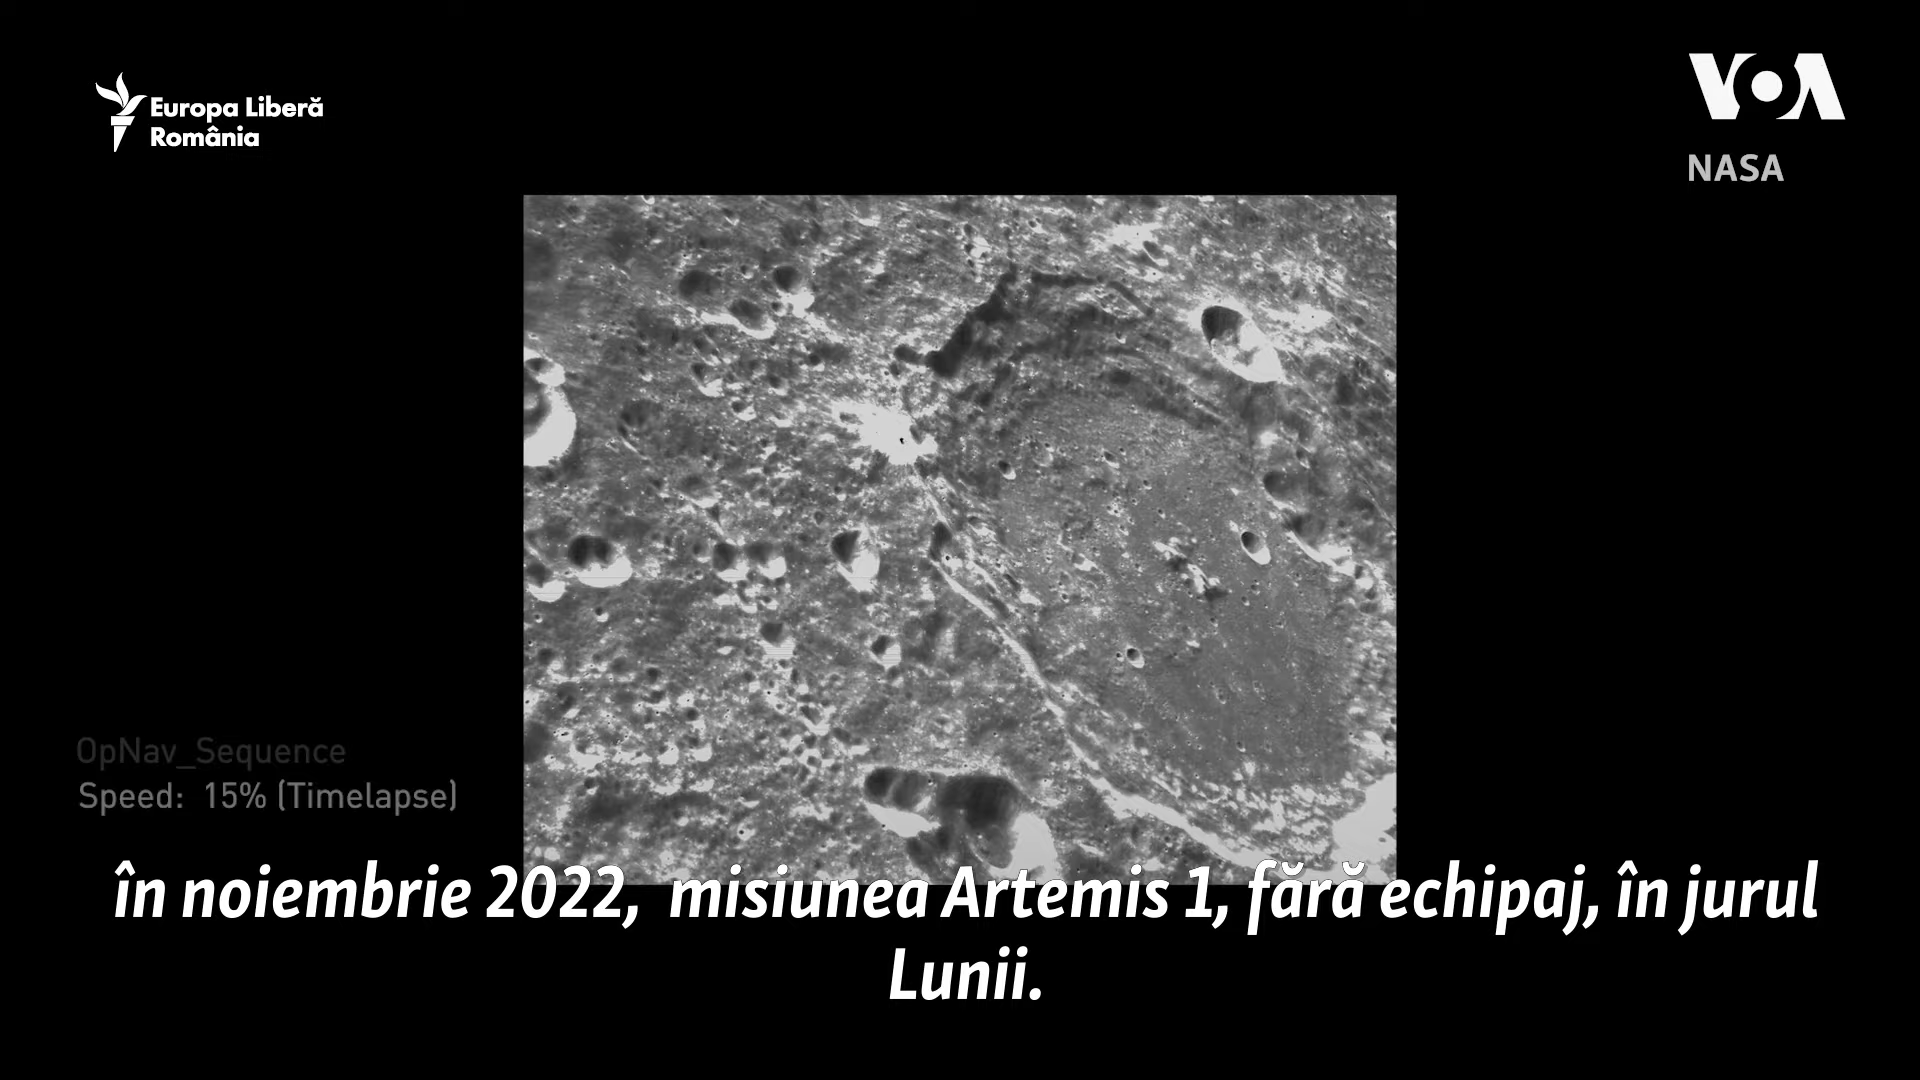 Europa Liberă
România
VOA
NASA
OpNav_Sequence
Speed: 15% (Timelapse)
în noiembrie 2022, misiunea Artemis 1, fără echipaj, în jurul
Lunii.